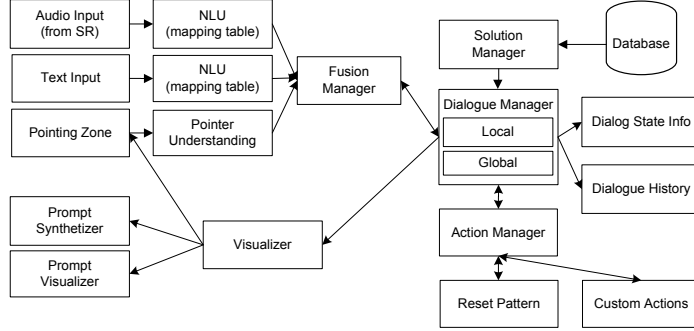 Audio Input
(from SR)
NLU
(mapping table)
Text Input
NLU
(mapping table)
Pointing Zone
Pointer
Understanding
Fusion
Manager
Solution
Manager
Database
Dialogue Manager
Local
Global
Dialog State Info
Dialogue History
Prompt
Synthetizer
Prompt
Visualizer
Visualizer
Action Manager
Reset Pattern
Custom Actions